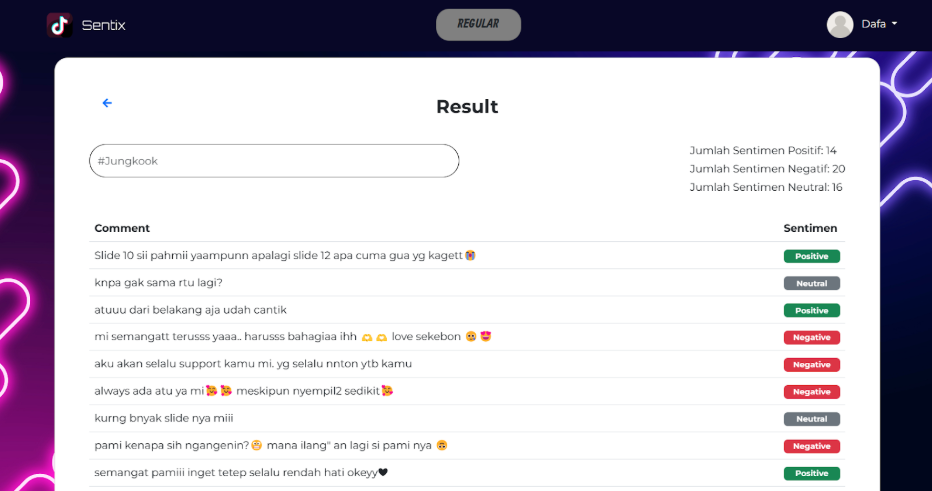 Sentix
REGULAR
Dafa
Result
#Jungkook
Jumlah Sentimen Positif: 14
Jumlah Sentimen Negatif: 20
Jumlah Sentimen Neutral: 16
Comment Sentimen
Slide 10 sii pahmii yaampunn apalagi slide 12 apa cuma gua yg kagett😭 Positive
knpa gak sama rtu lagi? Neutral
atuuu dari belakang aja udah cantik Positive
mi semangatt terusss yaaa.. harusss bahagiaa ihh 🫶 🫶 love sekebon 🥺 😍 Negative
aku akan selalu support kamu mi. yg selalu nnton ytb kamu Negative
always ada atu ya mi🥰 🥰 meskipun nyempil2 sedikit🥰 Negative
kurng bnyak slide nya miii Neutral
pami kenapa sih ngangenin?😬 mana ilang" an lagi si pami nya 🙃 Negative
semangat pamiii inget tetep selalu rendah hati okeyy🖤 Positive